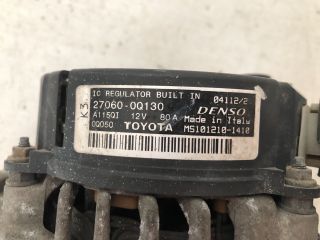 IC REGULATOR BUILT IN 04112/2
K3
27060-0Q130 DENSO
A115QI 12V 80A Made in Italy
0Q050 TOYOTA MS101210-1410